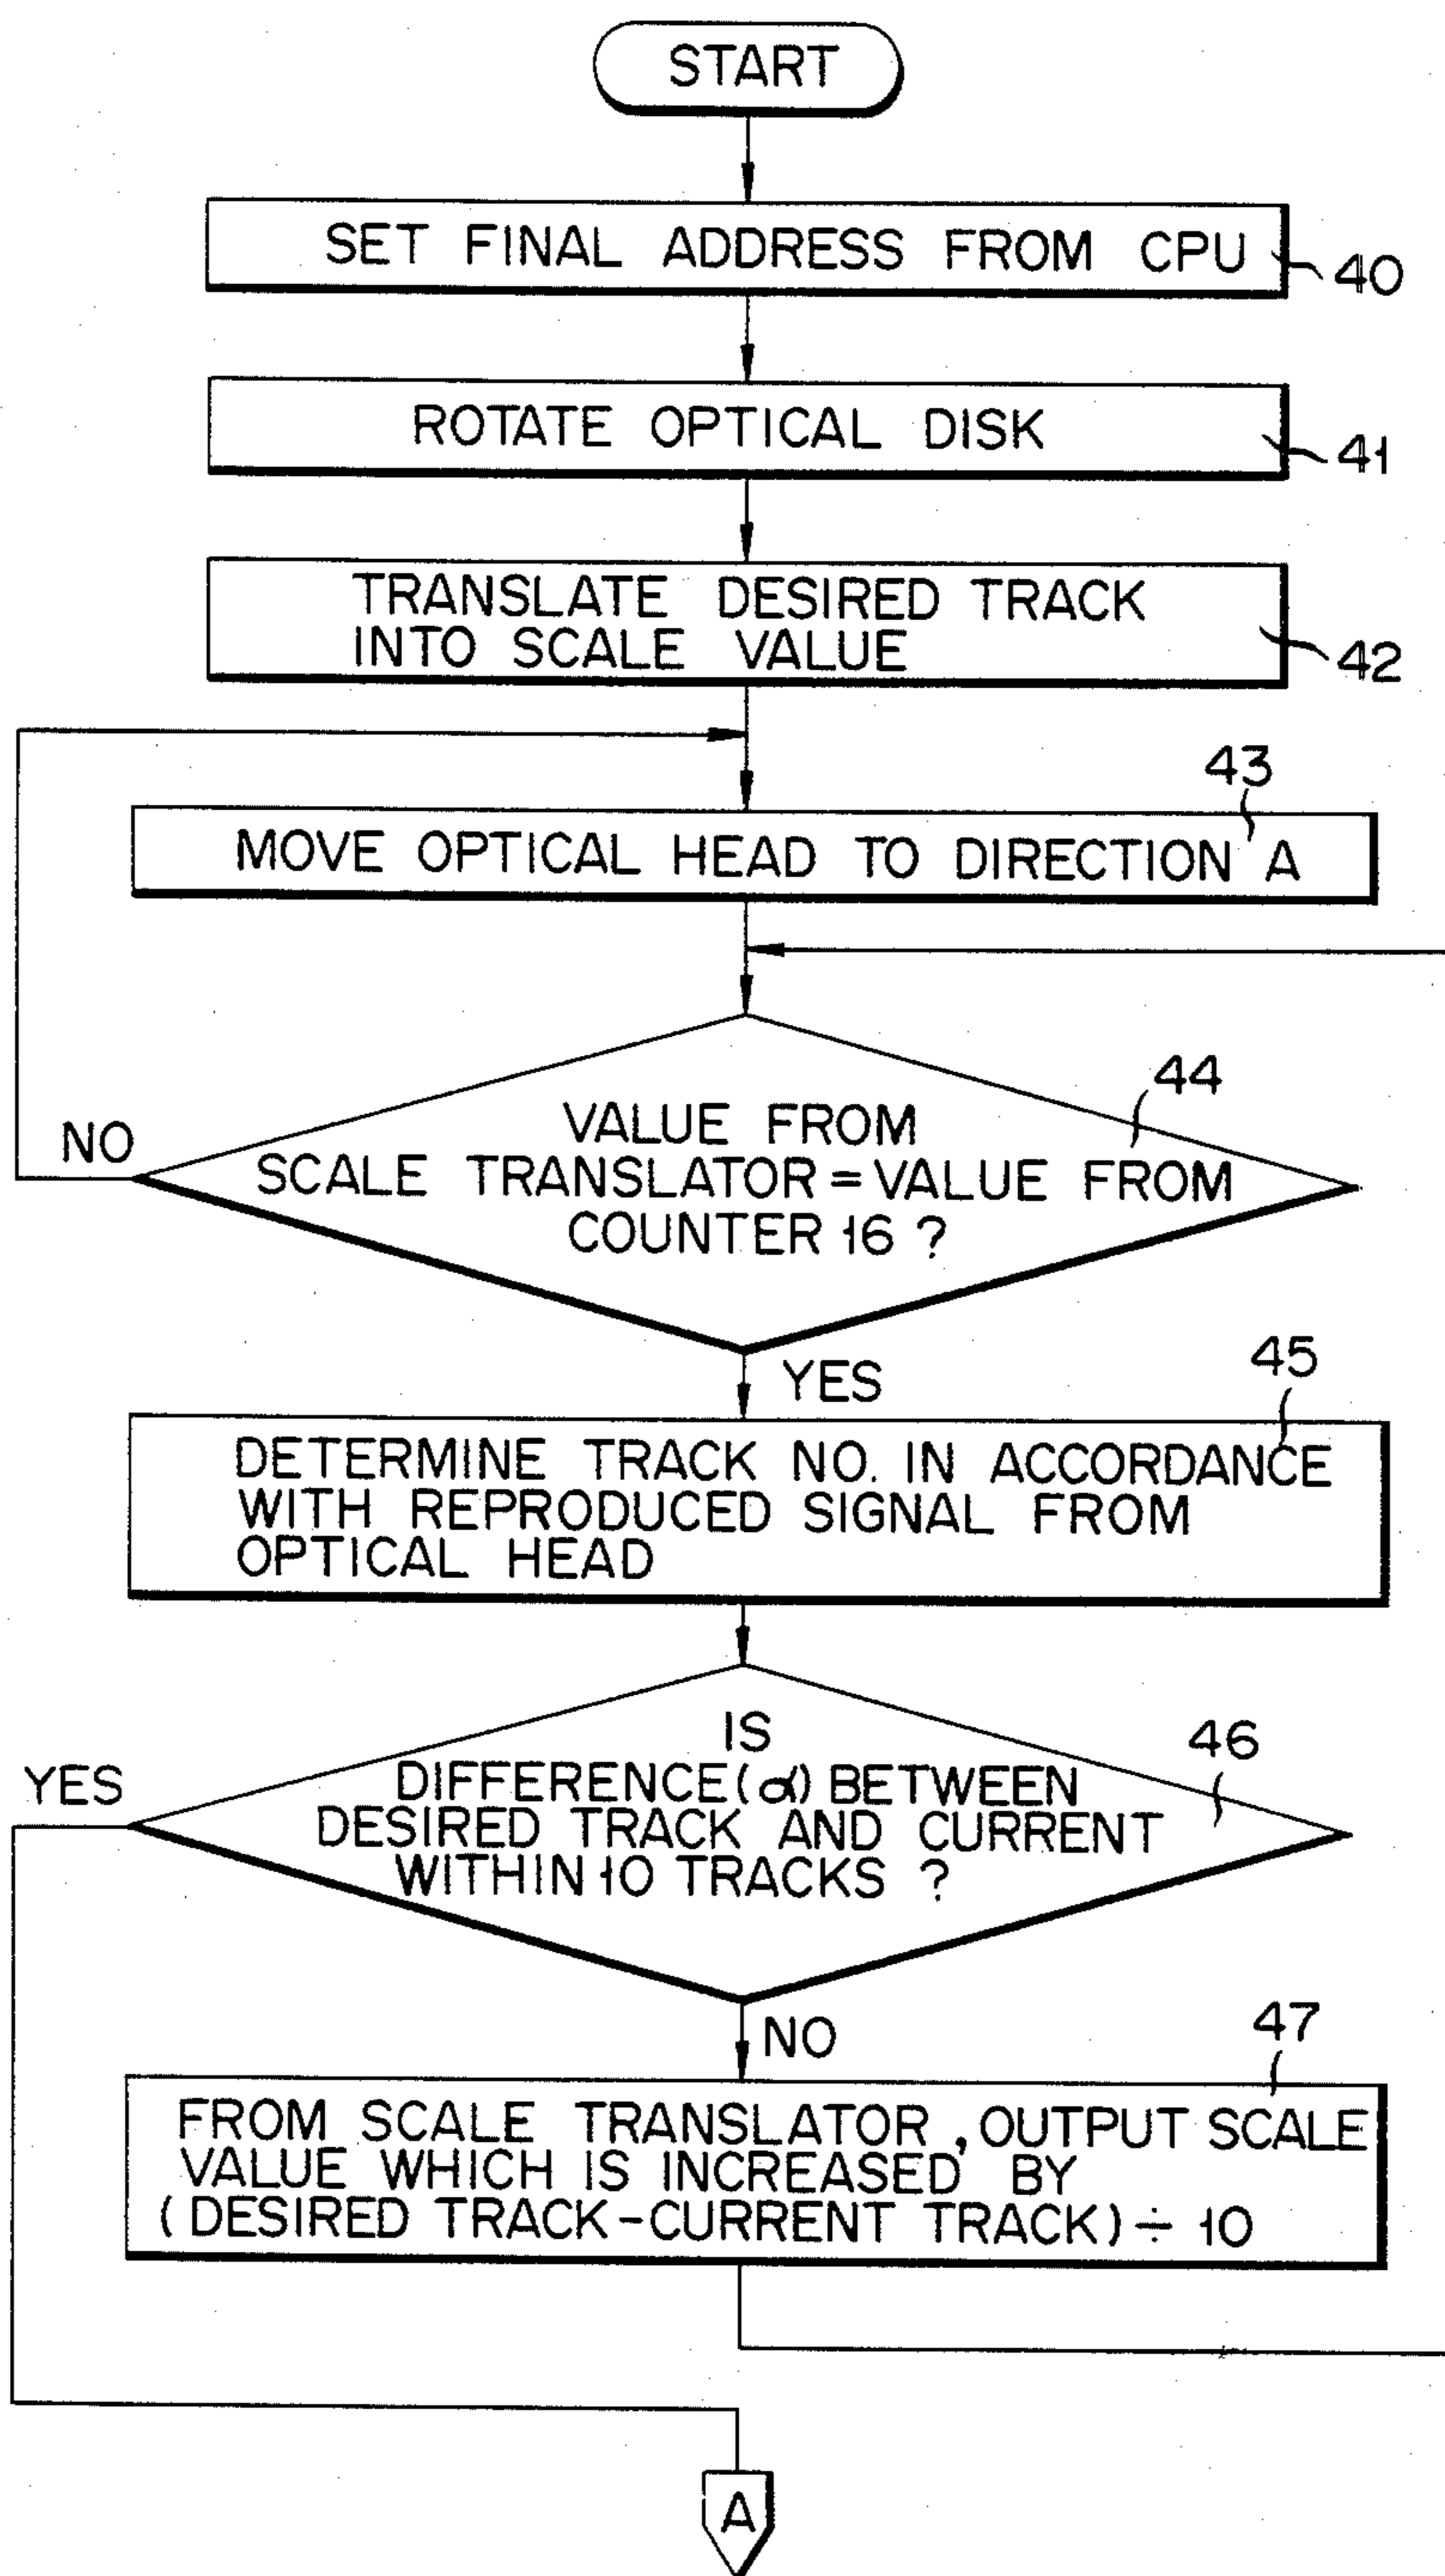 START
SET FINAL ADDRESS FROM CPU
40
ROTATE OPTICAL DISK
41
TRANSLATE DESIRED TRACK
INTO SCALE VALUE
42
43
MOVE OPTICAL HEAD TO DIRECTION A
44
NO
VALUE FROM
SCALE TRANSLATOR = VALUE FROM
COUNTER 16 ?
YES
45
DETERMINE TRACK NO. IN ACCORDANCE
WITH REPRODUCED SIGNAL FROM
OPTICAL HEAD
46
YES
IS
DIFFERENCE (α) BETWEEN
DESIRED TRACK AND CURRENT
WITHIN 10 TRACKS ?
NO
47
FROM SCALE TRANSLATOR, OUTPUT SCALE
VALUE WHICH IS INCREASED BY
(DESIRED TRACK-CURRENT TRACK) ÷ 10
A